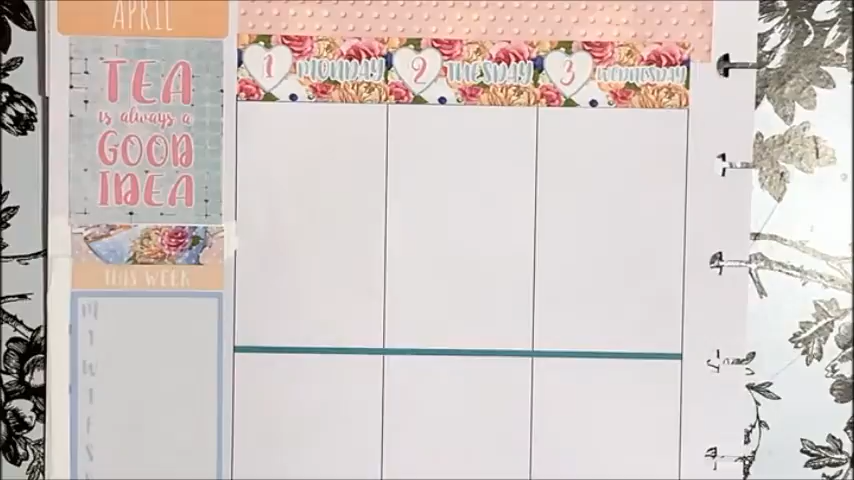 APRIL
TEA
is always a
GOOD
IDEA
THIS WEEK
M
T
W
T
F
S
S
1 MONDAY 2 TUESDAY 3 WEDNESDAY